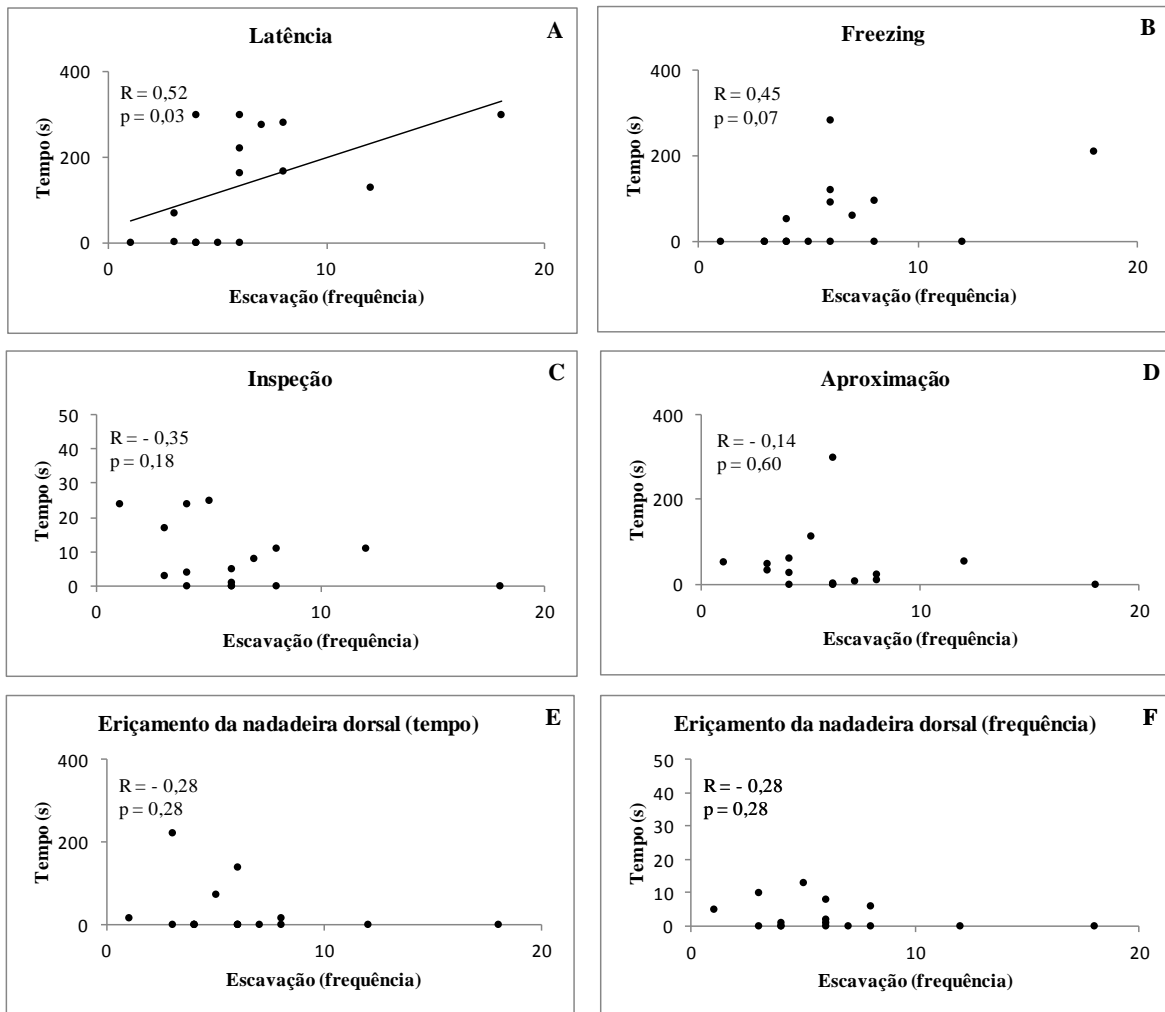 Latência
A
400
200
0
0
10
20
R = 0,52
p = 0,03
Tempo (s)
Escavação (frequência)
Freezing
B
400
200
0
0
10
20
R = 0,45
p = 0,07
Tempo (s)
Escavação (frequência)
Inspeção
C
50
40
30
20
10
0
0
10
20
R = - 0,35
p = 0,18
Tempo (s)
Escavação (frequência)
Aproximação
D
400
200
0
0
10
20
R = - 0,14
p = 0,60
Tempo (s)
Escavação (frequência)
Eriçamento da nadadeira dorsal (tempo)
E
400
200
0
0
10
20
R = - 0,28
p = 0,28
Tempo (s)
Escavação (frequência)
Eriçamento da nadadeira dorsal (frequência)
F
50
40
30
20
10
0
0
10
20
R = - 0,28
p = 0,28
Tempo (s)
Escavação (frequência)